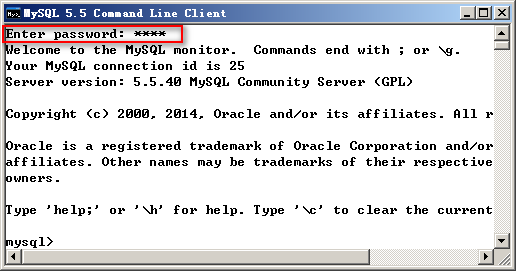 MySQL 5.5 Command Line Client
Enter password: ****
Welcome to the MySQL monitor.  Commands end with ; or \g.
Your MySQL connection id is 25
Server version: 5.5.40 MySQL Community Server (GPL)
Copyright (c) 2000, 2014, Oracle and/or its affiliates. All r
Oracle is a registered trademark of Oracle Corporation and/or
affiliates. Other names may be trademarks of their respective
owners.
Type 'help;' or '\h' for help. Type '\c' to clear the current
mysql>